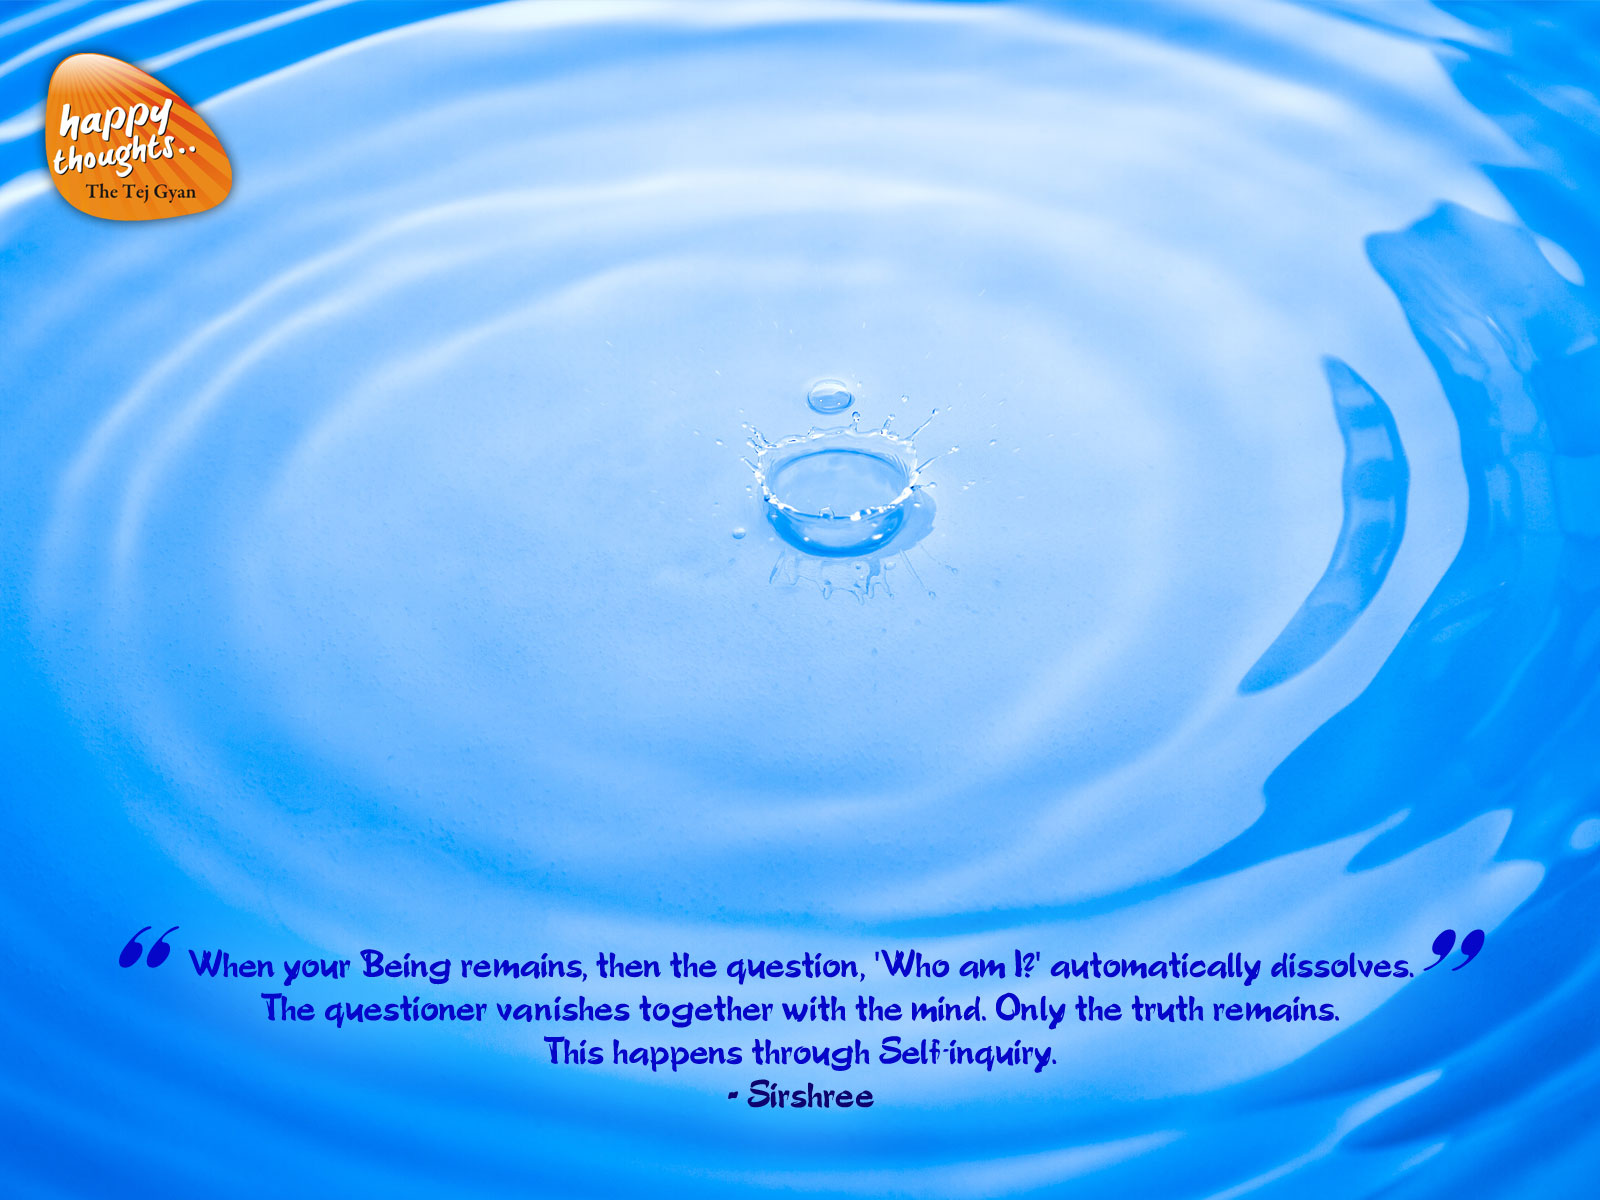 happy
thoughts..
The Tej Gyan
“ When your Being remains, then the question, 'Who am I?' automatically dissolves. ”
The questioner vanishes together with the mind. Only the truth remains.
This happens through Self-inquiry.
- Sirshree